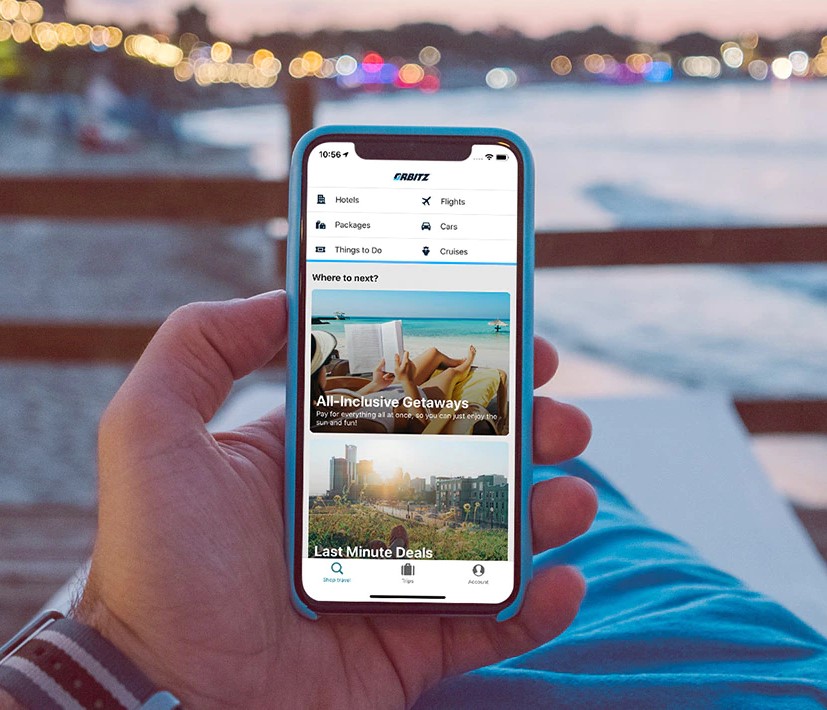 10:56
ORBITZ
Hotels
Flights
Packages
Cars
Things to Do
Cruises
Where to next?
All-Inclusive Getaways
Pay for everything all at once, so you can just enjoy the
sun and fun!
Last Minute Deals
Shop travel
Trips
Account